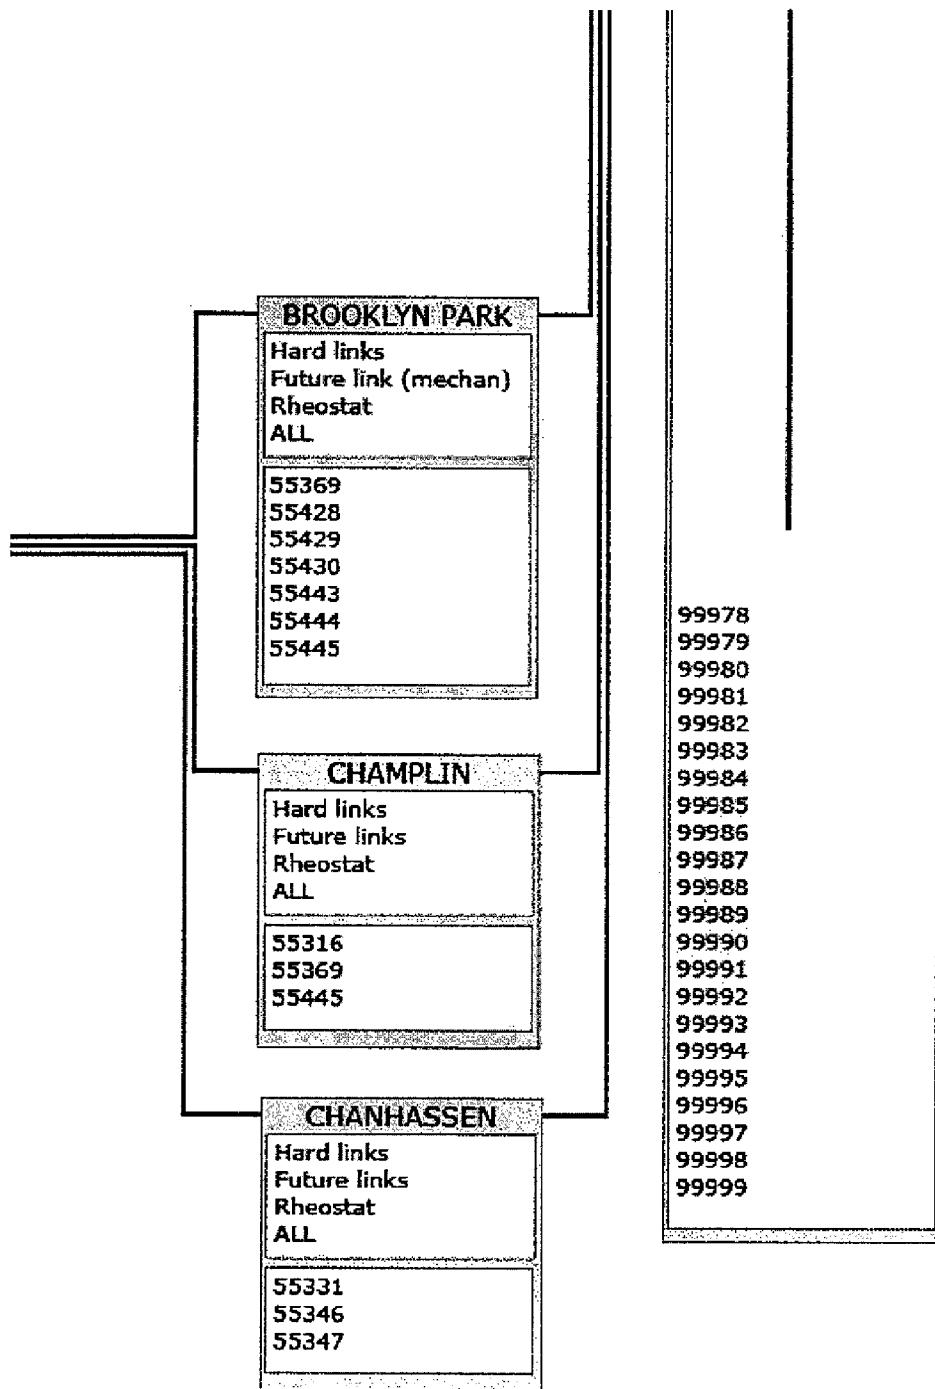 BROOKLYN PARK
Hard links
Future link (mechan)
Rheostat
ALL
55369
55428
55429
55430
55443
55444
55445
CHAMPLIN
Hard links
Future links
Rheostat
ALL
55316
55369
55445
CHANHASSEN
Hard links
Future links
Rheostat
ALL
55331
55346
55347
99978
99979
99980
99981
99982
99983
99984
99985
99986
99987
99988
99989
99990
99991
99992
99993
99994
99995
99996
99997
99998
99999